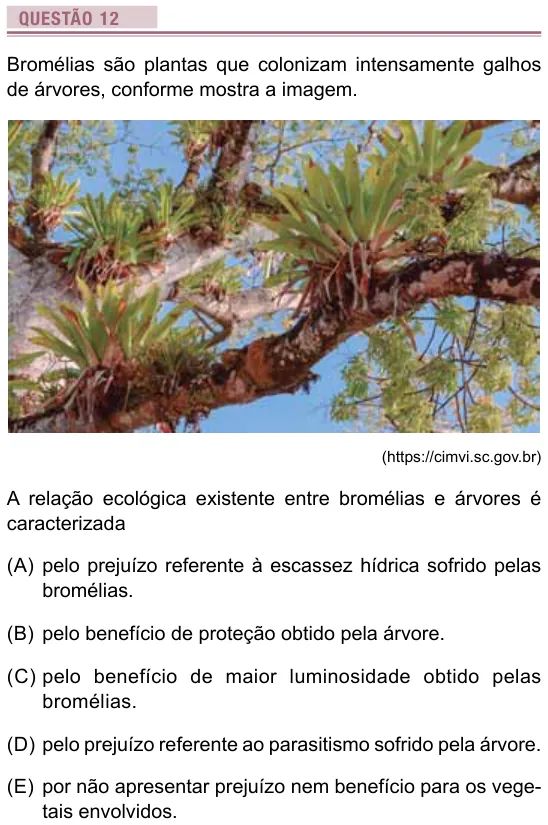 QUESTÃO 12
Bromélias são plantas que colonizam intensamente galhos
de árvores, conforme mostra a imagem.
(https://cimvi.sc.gov.br)
A relação ecológica existente entre bromélias e árvores é
caracterizada
(A) pelo prejuízo referente à escassez hídrica sofrido pelas
bromélias.
(B) pelo benefício de proteção obtido pela árvore.
(C) pelo benefício de maior luminosidade obtido pelas
bromélias.
(D) pelo prejuízo referente ao parasitismo sofrido pela árvore.
(E) por não apresentar prejuízo nem benefício para os vege-
tais envolvidos.